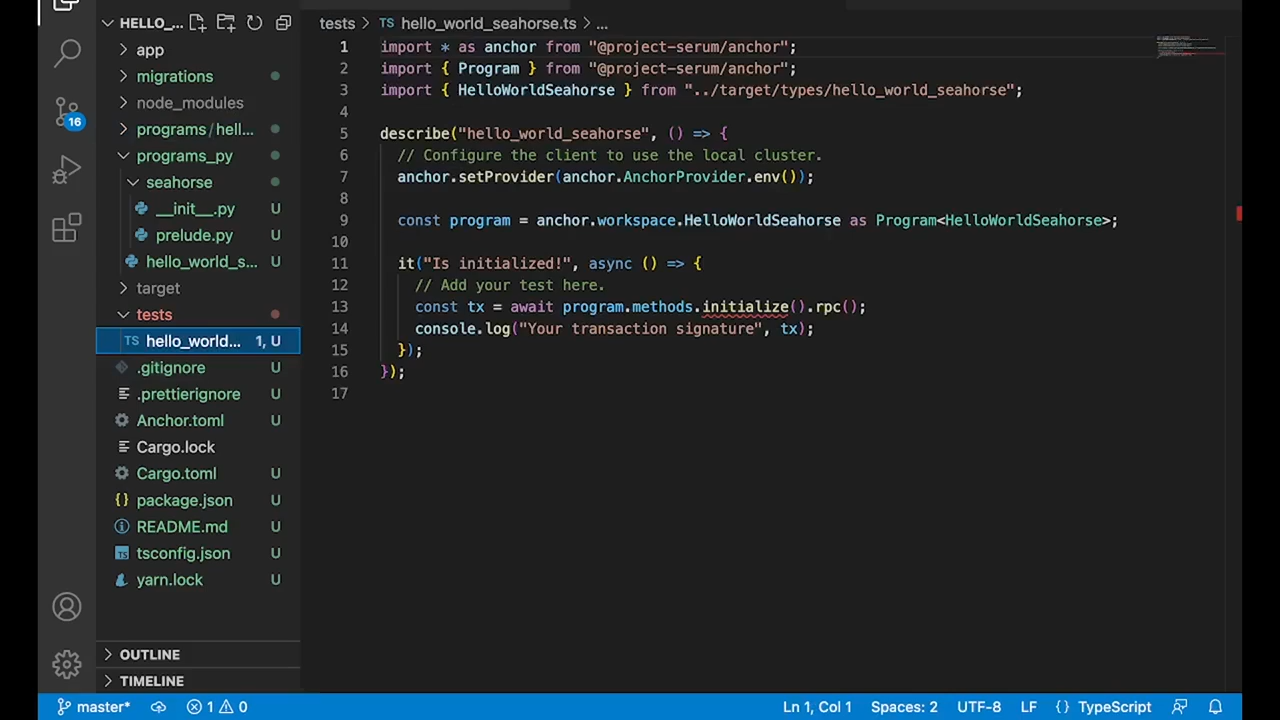 HELLO_...
app
migrations
node_modules
programs / hell...
programs_py
seahorse
__init__.py U
prelude.py U
hello_world_s... U
target
tests
TS hello_world... 1, U
.gitignore U
.prettierignore U
Anchor.toml U
Cargo.lock
Cargo.toml U
{} package.json U
README.md U
TS tsconfig.json U
yarn.lock U
OUTLINE
TIMELINE
16
tests > TS hello_world_seahorse.ts > ...
1 import * as anchor from "@project-serum/anchor";
2 import { Program } from "@project-serum/anchor";
3 import { HelloWorldSeahorse } from "../target/types/hello_world_seahorse";
4
5 describe("hello_world_seahorse", () => {
6 // Configure the client to use the local cluster.
7 anchor.setProvider(anchor.AnchorProvider.env());
8
9 const program = anchor.workspace.HelloWorldSeahorse as Program<HelloWorldSeahorse>;
10
11 it("Is initialized!", async () => {
12 // Add your test here.
13 const tx = await program.methods.initialize().rpc();
14 console.log("Your transaction signature", tx);
15 });
16 });
17
master* 1 0 Ln 1, Col 1 Spaces: 2 UTF-8 LF {} TypeScript